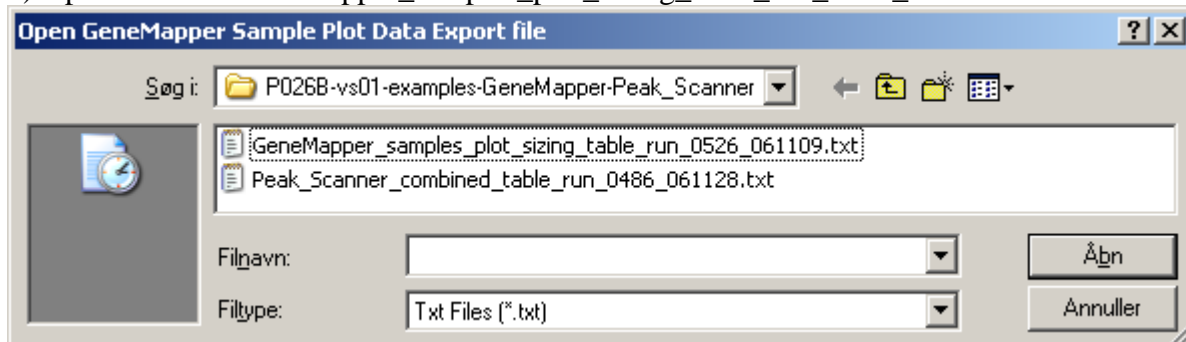 Open GeneMapper Sample Plot Data Export file
Søg i: P026B-vs01-examples-GeneMapper-Peak_Scanner
GeneMapper_samples_plot_sizing_table_run_0526_061109.txt
Peak_Scanner_combined_table_run_0486_061128.txt
Filnavn: Åbn
Filtype: Txt Files (*.txt) Annuller